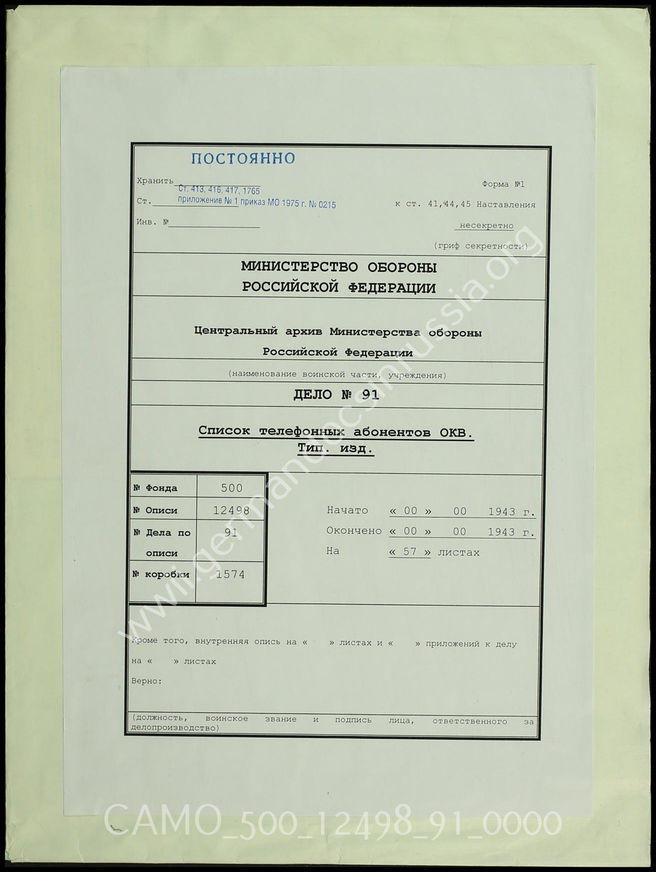 ПОСТОЯННО
Хранить
Ст. 413, 416, 417, 1765
Ст. приложение № 1 приказ МО 1975 г. № 0215
Инв. №
Форма №1
к ст. 41,44,45 Наставления
несекретно
(гриф секретности)
МИНИСТЕРСТВО ОБОРОНЫ
РОССИЙСКОЙ ФЕДЕРАЦИИ
Центральный архив Министерства обороны
Российской Федерации
(наименование воинской части, учреждения)
ДЕЛО № 91
Список телефонных абонентов ОКВ.
Тип. изд.
№ Фонда 500
№ Описи 12498
№ Дела по описи 91
№ коробки 1574
Начато « 00 » 00 1943 г.
Окончено « 00 » 00 1943 г.
На « 57 » листах
Кроме того, внутренняя опись на « » листах и « » приложений к делу
на « » листах
Верно:
(должность, воинское звание и подпись лица, ответственного за
делопроизводство)
www.germandocsinrussia.org
CAMO_500_12498_91_0000